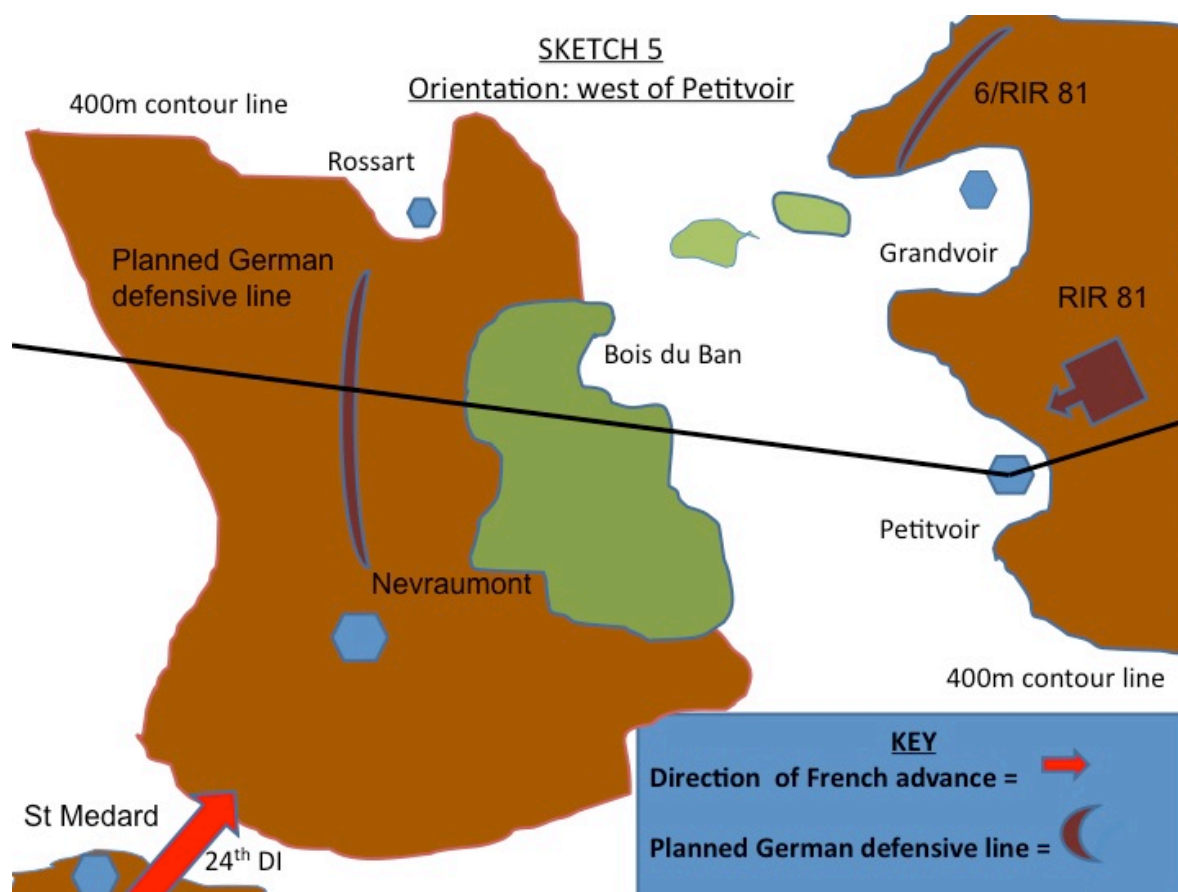 SKETCH 5
Orientation: west of Petitvoir
400m contour line
6/RIR 81
Rossart
Grandvoir
Planned German
defensive line
RIR 81
Bois du Ban
Petitvoir
Nevraumont
400m contour line
KEY
Direction of French advance =
St Medard
24th DI
Planned German defensive line =